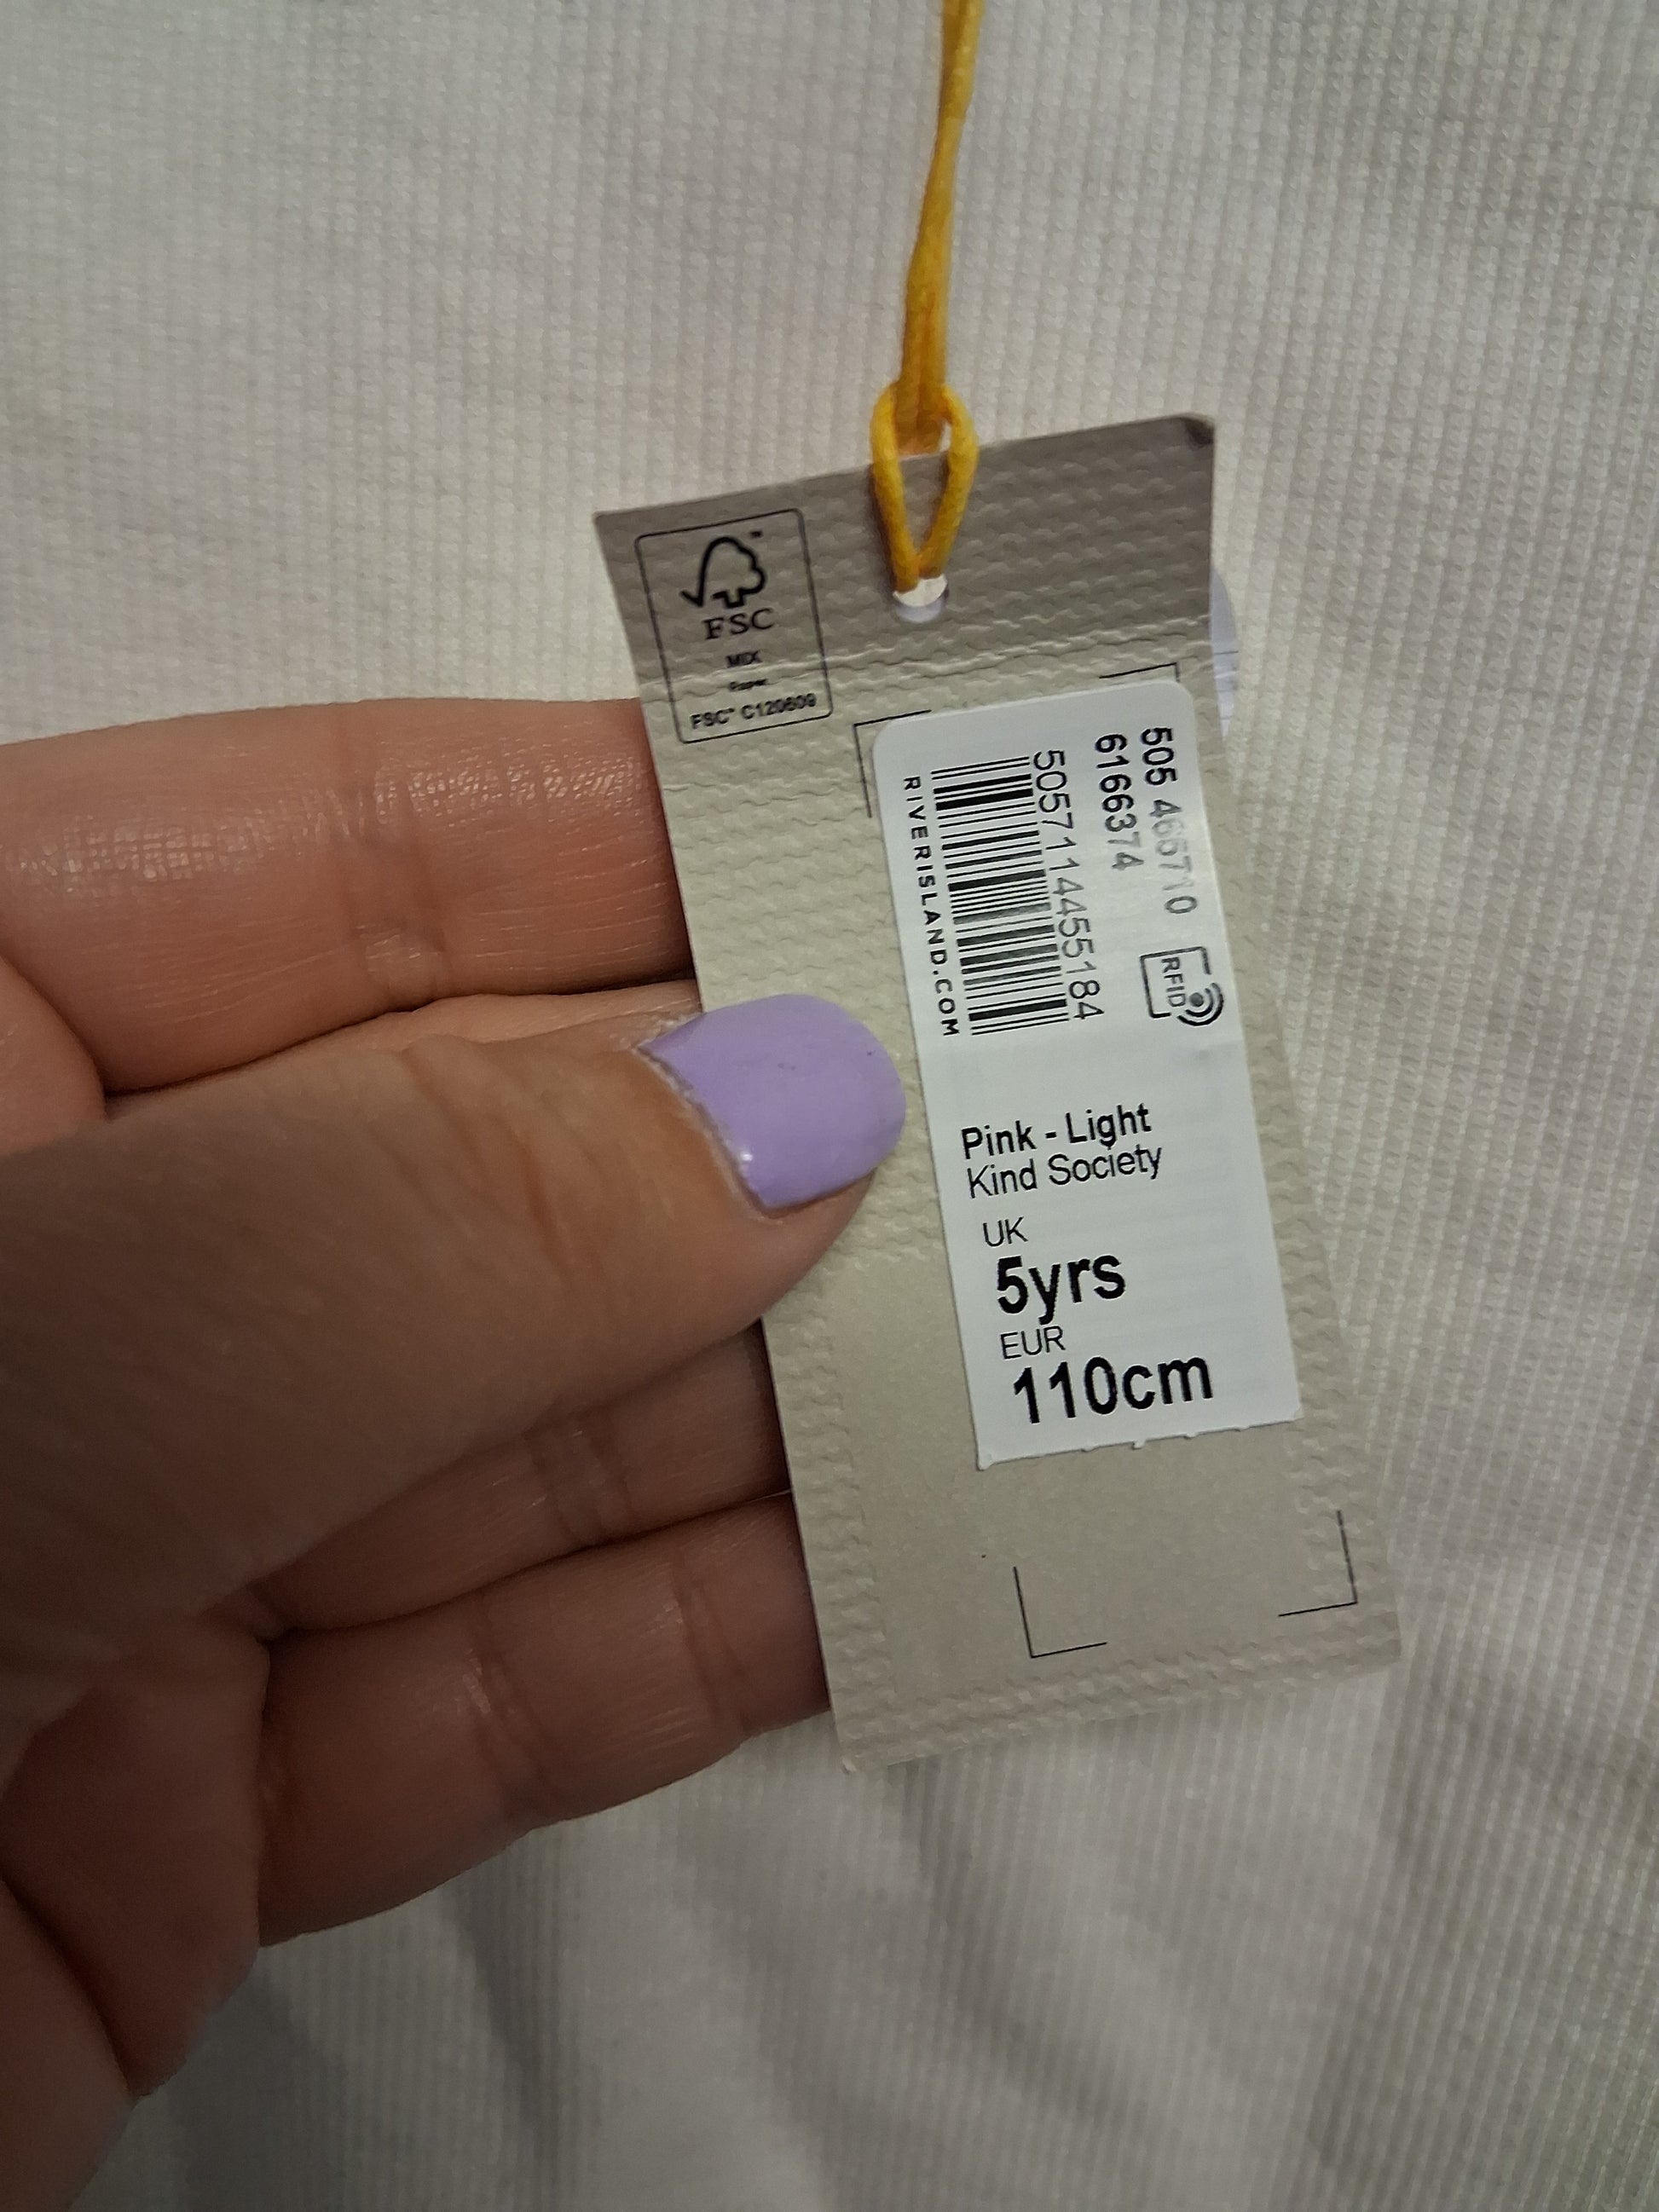 FSC
MIX
Paper
FSC® C120609
505 465710
6166374
RFID
5057114455184
RIVERISLAND.COM
Pink - Light
Kind Society
UK
5yrs
EUR
110cm